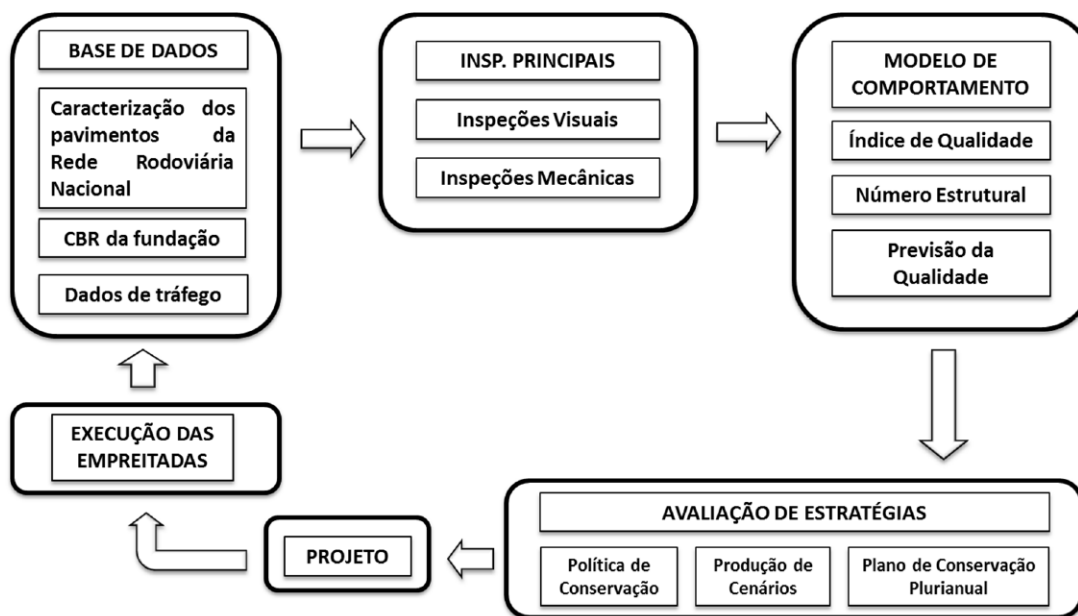 BASE DE DADOS
Caracterização dos
pavimentos da
Rede Rodoviária
Nacional
CBR da fundação
Dados de tráfego
INSP. PRINCIPAIS
Inspeções Visuais
Inspeções Mecânicas
MODELO DE
COMPORTAMENTO
Índice de Qualidade
Número Estrutural
Previsão da
Qualidade
AVALIAÇÃO DE ESTRATÉGIAS
Política de
Conservação
Produção de
Cenários
Plano de Conservação
Plurianual
PROJETO
EXECUÇÃO DAS
EMPREITADAS